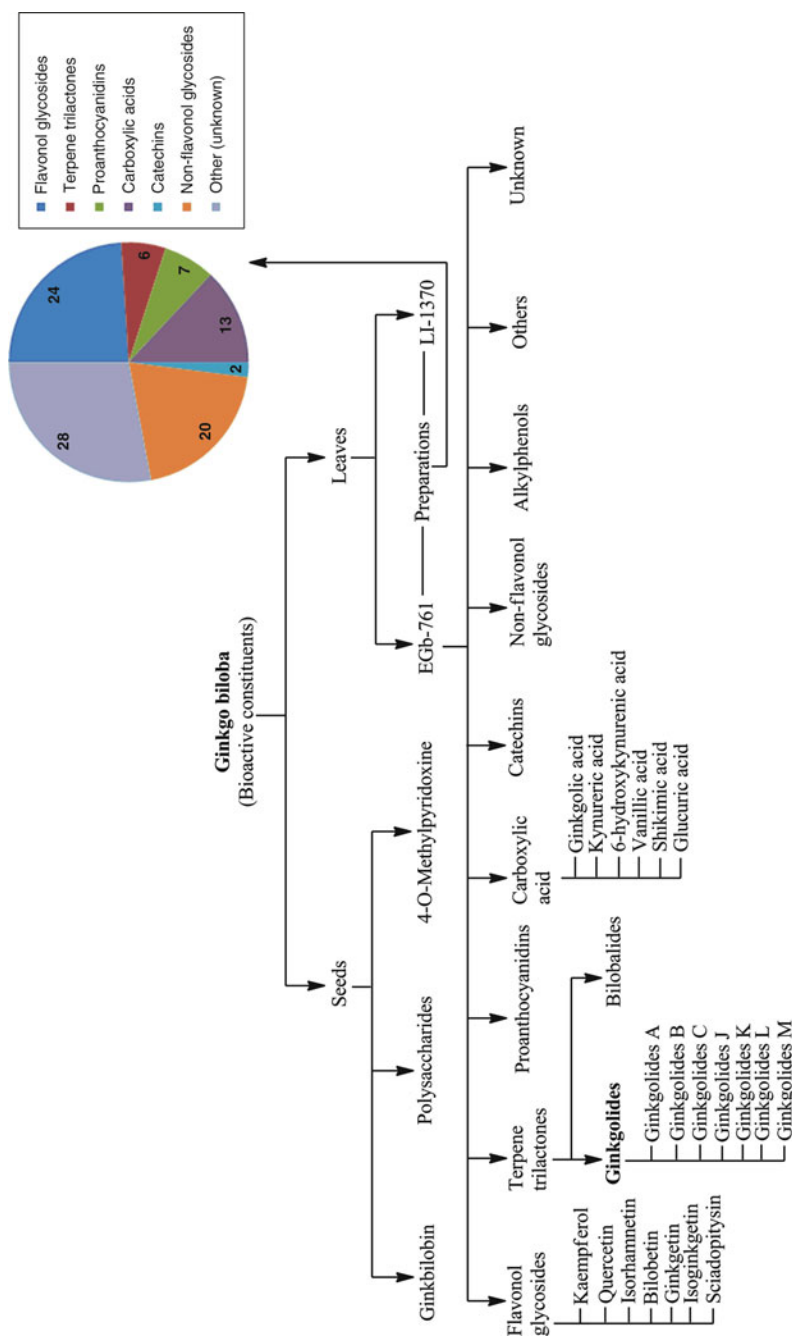 Ginkgo biloba
(Bioactive constituents)
Seeds
Leaves
Ginkbilobin
Polysaccharides
4-O-Methylpyridoxine
EGb-761
Preparations
LI-1370
Flavonol
glycosides
Kaempferol
Quercetin
Isorhamnetin
Bilobetin
Ginkgetin
Isoginkgetin
Sciadopitysin
Terpene
trilactones
Ginkgolides
Ginkgolides A
Ginkgolides B
Ginkgolides C
Ginkgolides J
Ginkgolides K
Ginkgolides L
Ginkgolides M
Bilobalides
Proanthocyanidins
Carboxylic
acid
Ginkgolic acid
Kynureric acid
6-hydroxykynurenic acid
Vanillic acid
Shikimic acid
Glucuric acid
Catechins
Non-flavonol
glycosides
Alkylphenols
Others
Unknown
24
6
7
13
2
20
28
Flavonol glycosides
Terpene trilactones
Proanthocyanidins
Carboxylic acids
Catechins
Non-flavonol glycosides
Other (unknown)